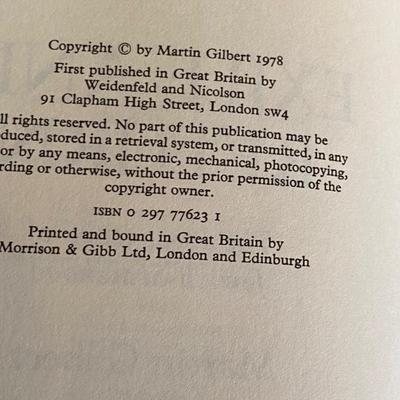 Copyright © by Martin Gilbert 1978
First published in Great Britain by
Weidenfeld and Nicolson
91 Clapham High Street, London SW4
ll rights reserved. No part of this publication may be
oduced, stored in a retrieval system, or transmitted, in any
or by any means, electronic, mechanical, photocopying,
rding or otherwise, without the prior permission of the
copyright owner.
ISBN 0 297 77623 1
Printed and bound in Great Britain by
Morrison & Gibb Ltd, London and Edinburgh